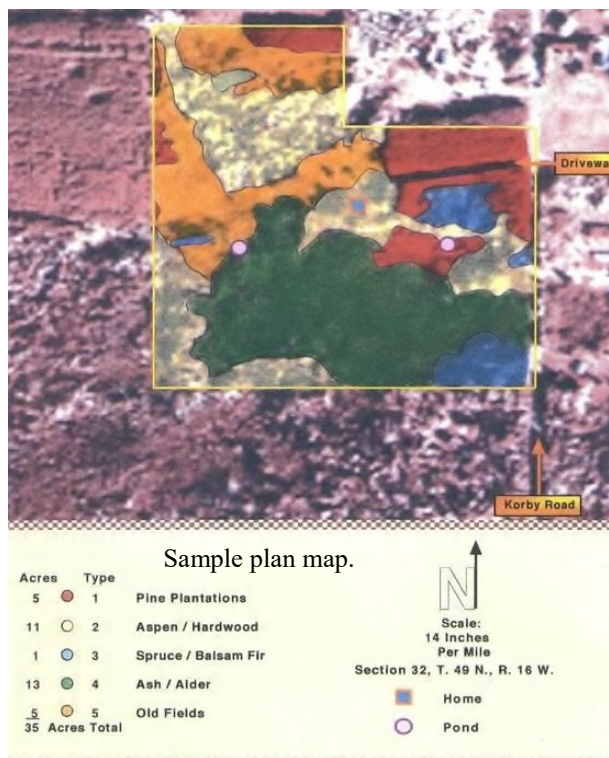 Drivewa
Korby Road
Sample plan map.
Acres Type
5 1 Pine Plantations
11 2 Aspen / Hardwood
1 3 Spruce / Balsam Fir
13 4 Ash / Alder
5 5 Old Fields
35 Acres Total
N
Scale:
14 Inches
Per Mile
Section 32, T. 49 N., R. 16 W.
Home
Pond